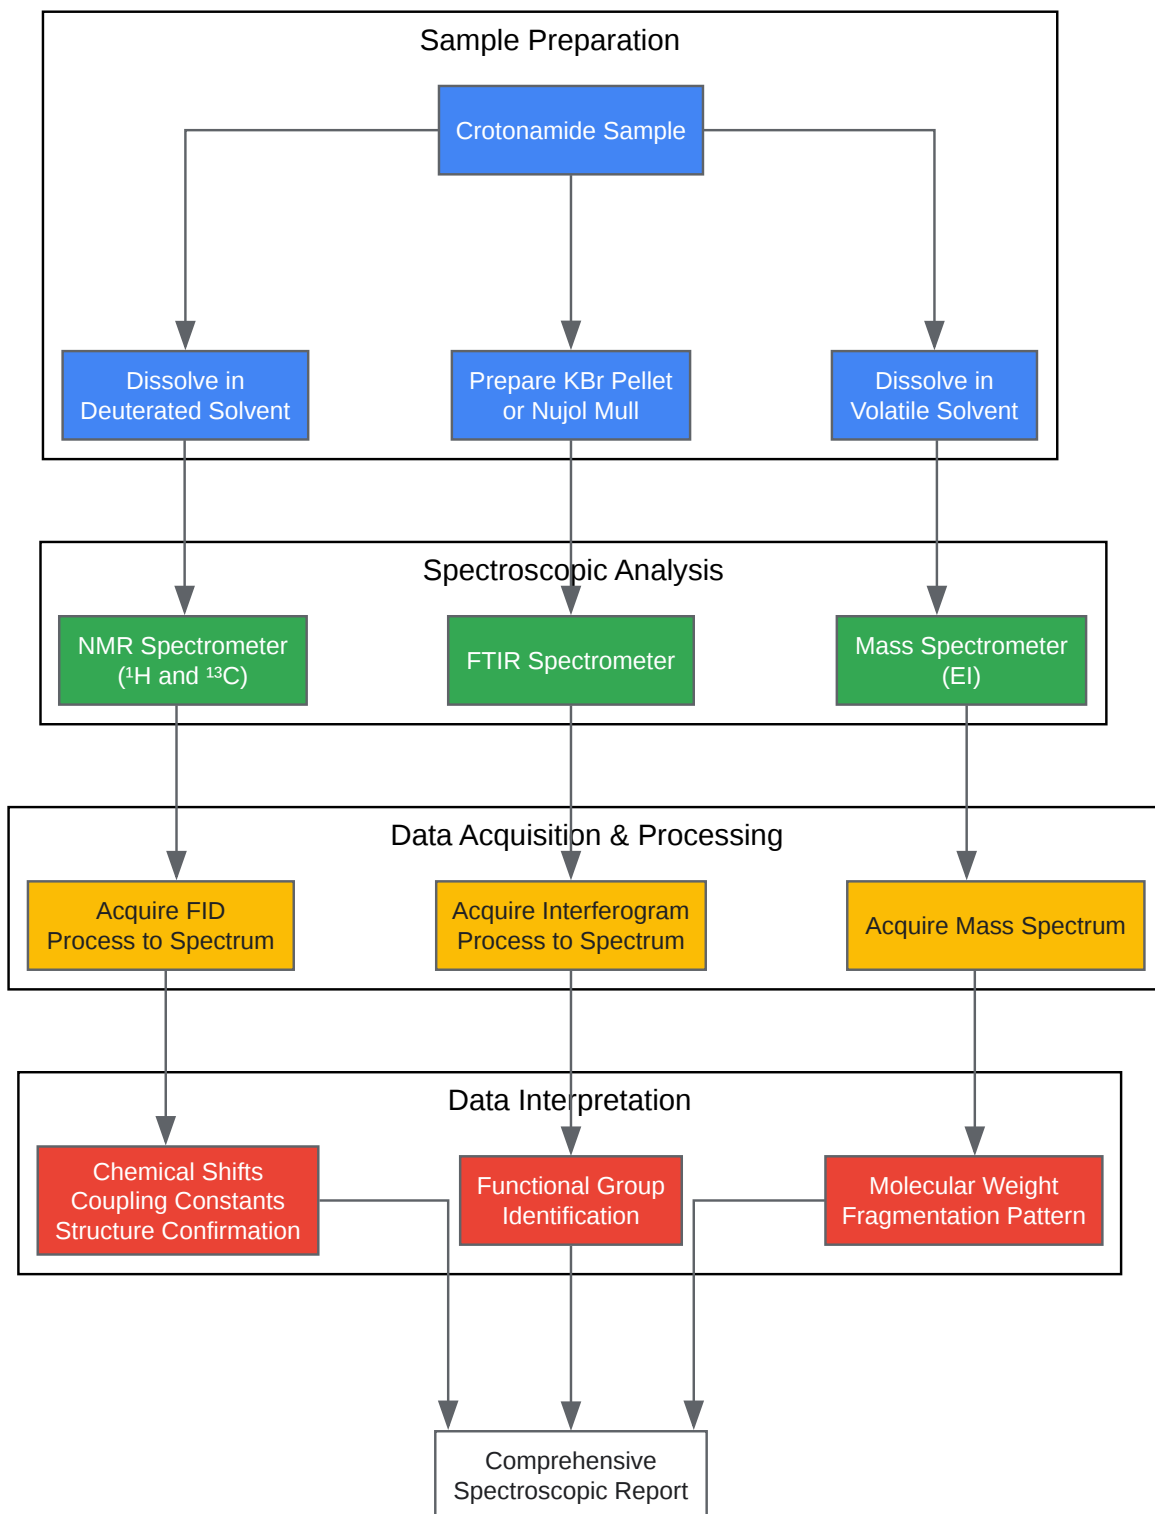 Sample Preparation
Crotonamide Sample
Dissolve in
Deuterated Solvent
Prepare KBr Pellet
or Nujol Mull
Dissolve in
Volatile Solvent
Spectroscopic Analysis
NMR Spectrometer
(¹H and ¹³C)
FTIR Spectrometer
Mass Spectrometer
(EI)
Data Acquisition & Processing
Acquire FID
Process to Spectrum
Acquire Interferogram
Process to Spectrum
Acquire Mass Spectrum
Data Interpretation
Chemical Shifts
Coupling Constants
Structure Confirmation
Functional Group
Identification
Molecular Weight
Fragmentation Pattern
Comprehensive
Spectroscopic Report